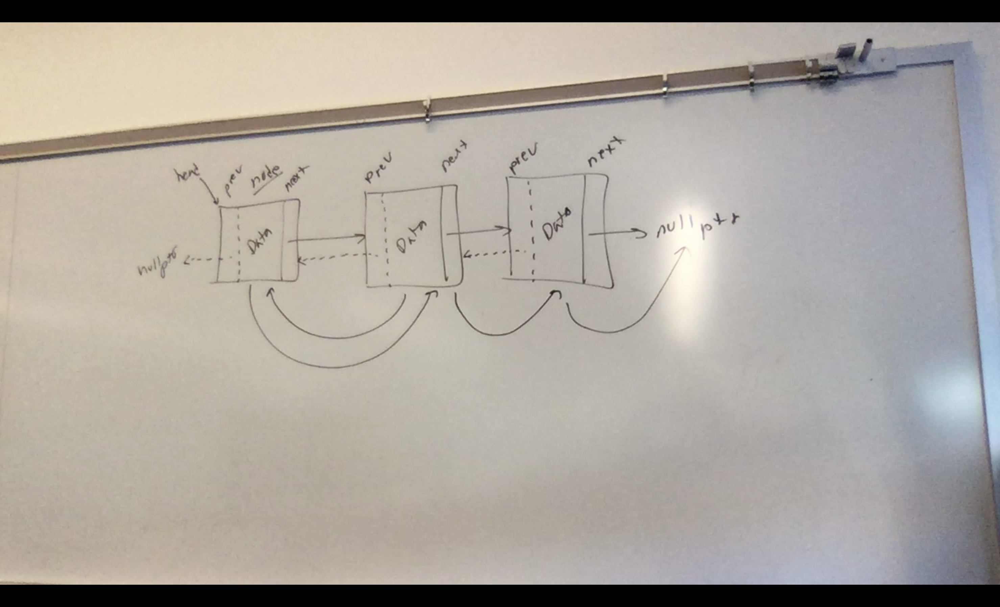 head prev node next
prev next
prev next
Data
Data
Data
nullptr
nullptr